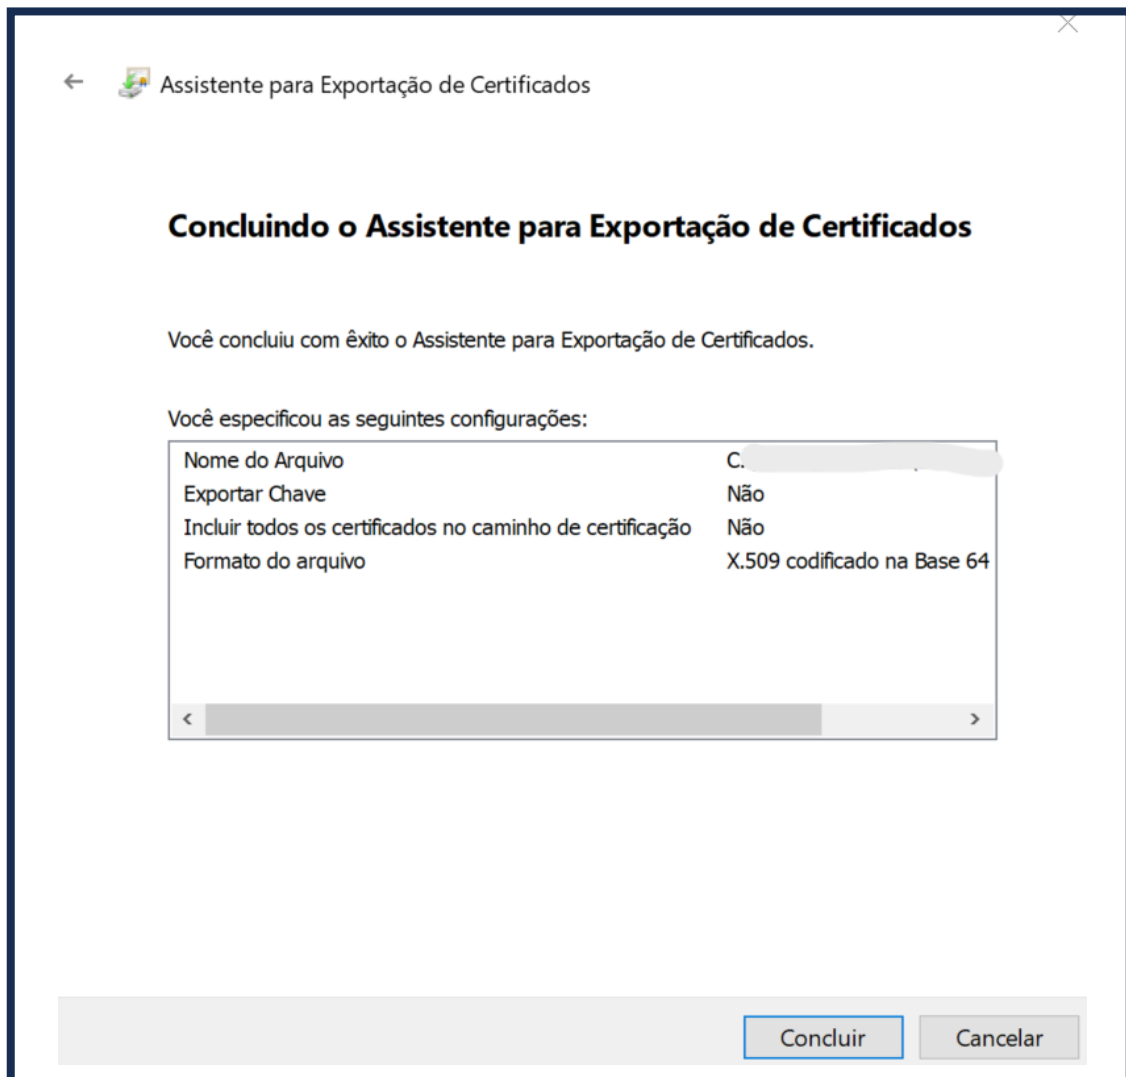 Assistente para Exportação de Certificados
Concluindo o Assistente para Exportação de Certificados
Você concluiu com êxito o Assistente para Exportação de Certificados.
Você especificou as seguintes configurações:
Nome do Arquivo
Exportar Chave Não
Incluir todos os certificados no caminho de certificação Não
Formato do arquivo X.509 codificado na Base 64
Concluir Cancelar